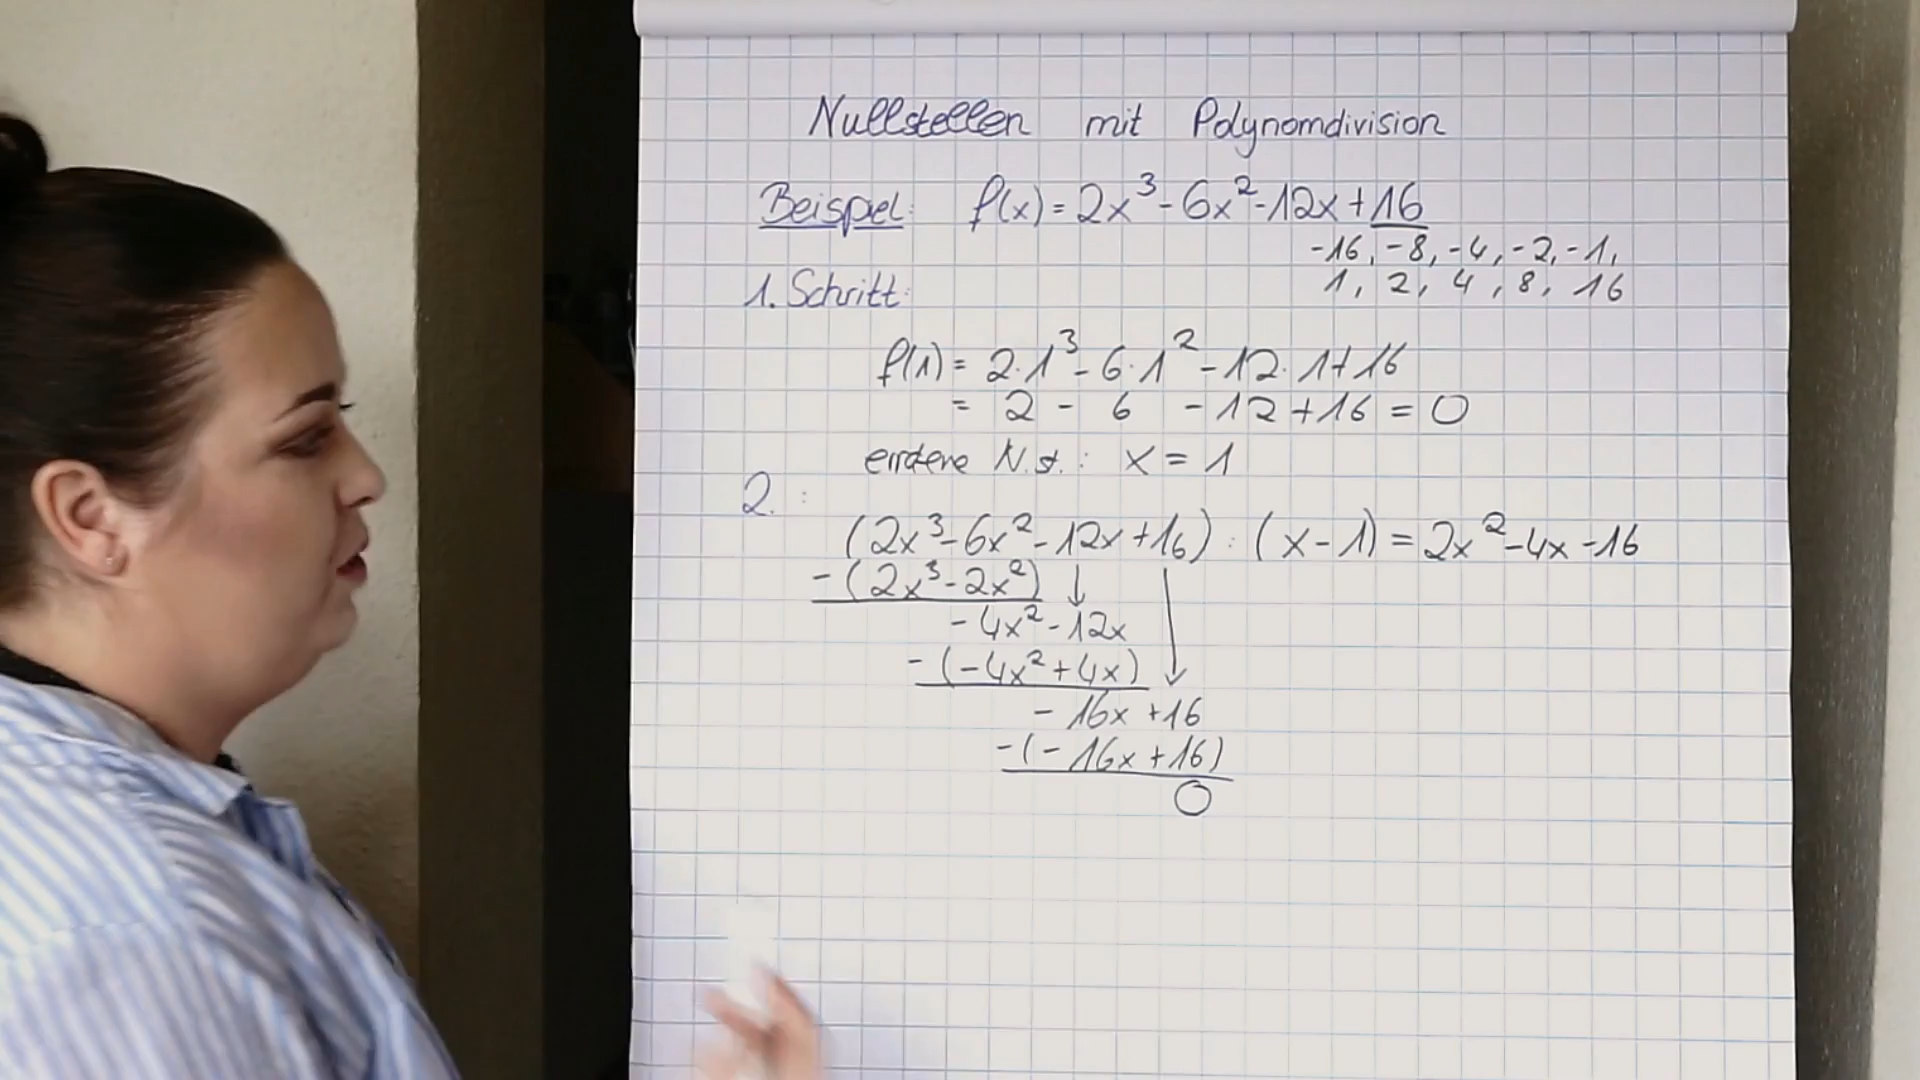 Nullstellen mit Polynomdivision
Beispiel: f(x) = 2x³ - 6x² - 12x + 16
-16, -8, -4, -2, -1,
1, 2, 4, 8, 16
1. Schritt:
f(1) = 2·1³ - 6·1² - 12·1 + 16
= 2 - 6 - 12 + 16 = 0
N.st.: x = 1
2. :
(2x³ - 6x² - 12x + 16) : (x - 1) = 2x² - 4x - 16
-(2x³ - 2x²) ↓
-4x² - 12x
-(-4x² + 4x)
-16x + 16
-(-16x + 16)
0